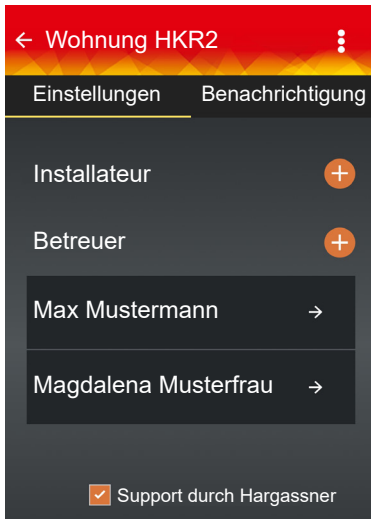 Wohnung HKR2
Einstellungen Benachrichtigung
Installateur
Betreuer
Max Mustermann
Magdalena Musterfrau
Support durch Hargassner